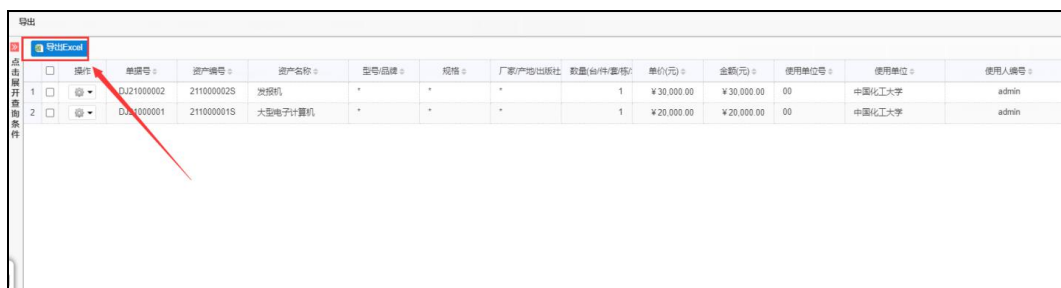 导出
导出Excel
点击展开查询条件
操作 单据号 资产编号 资产名称 型号/品牌 规格 厂家/产地/出版社 数量(台/件/套/栋/ 单价(元) 金额(元) 使用单位号 使用单位 使用人编号
1 DJ21000002 211000002S 发报机 * * * 1 ¥30,000.00 ¥30,000.00 00 中国化工大学 admin
2 DJ21000001 211000001S 大型电子计算机 * * * 1 ¥20,000.00 ¥20,000.00 00 中国化工大学 admin